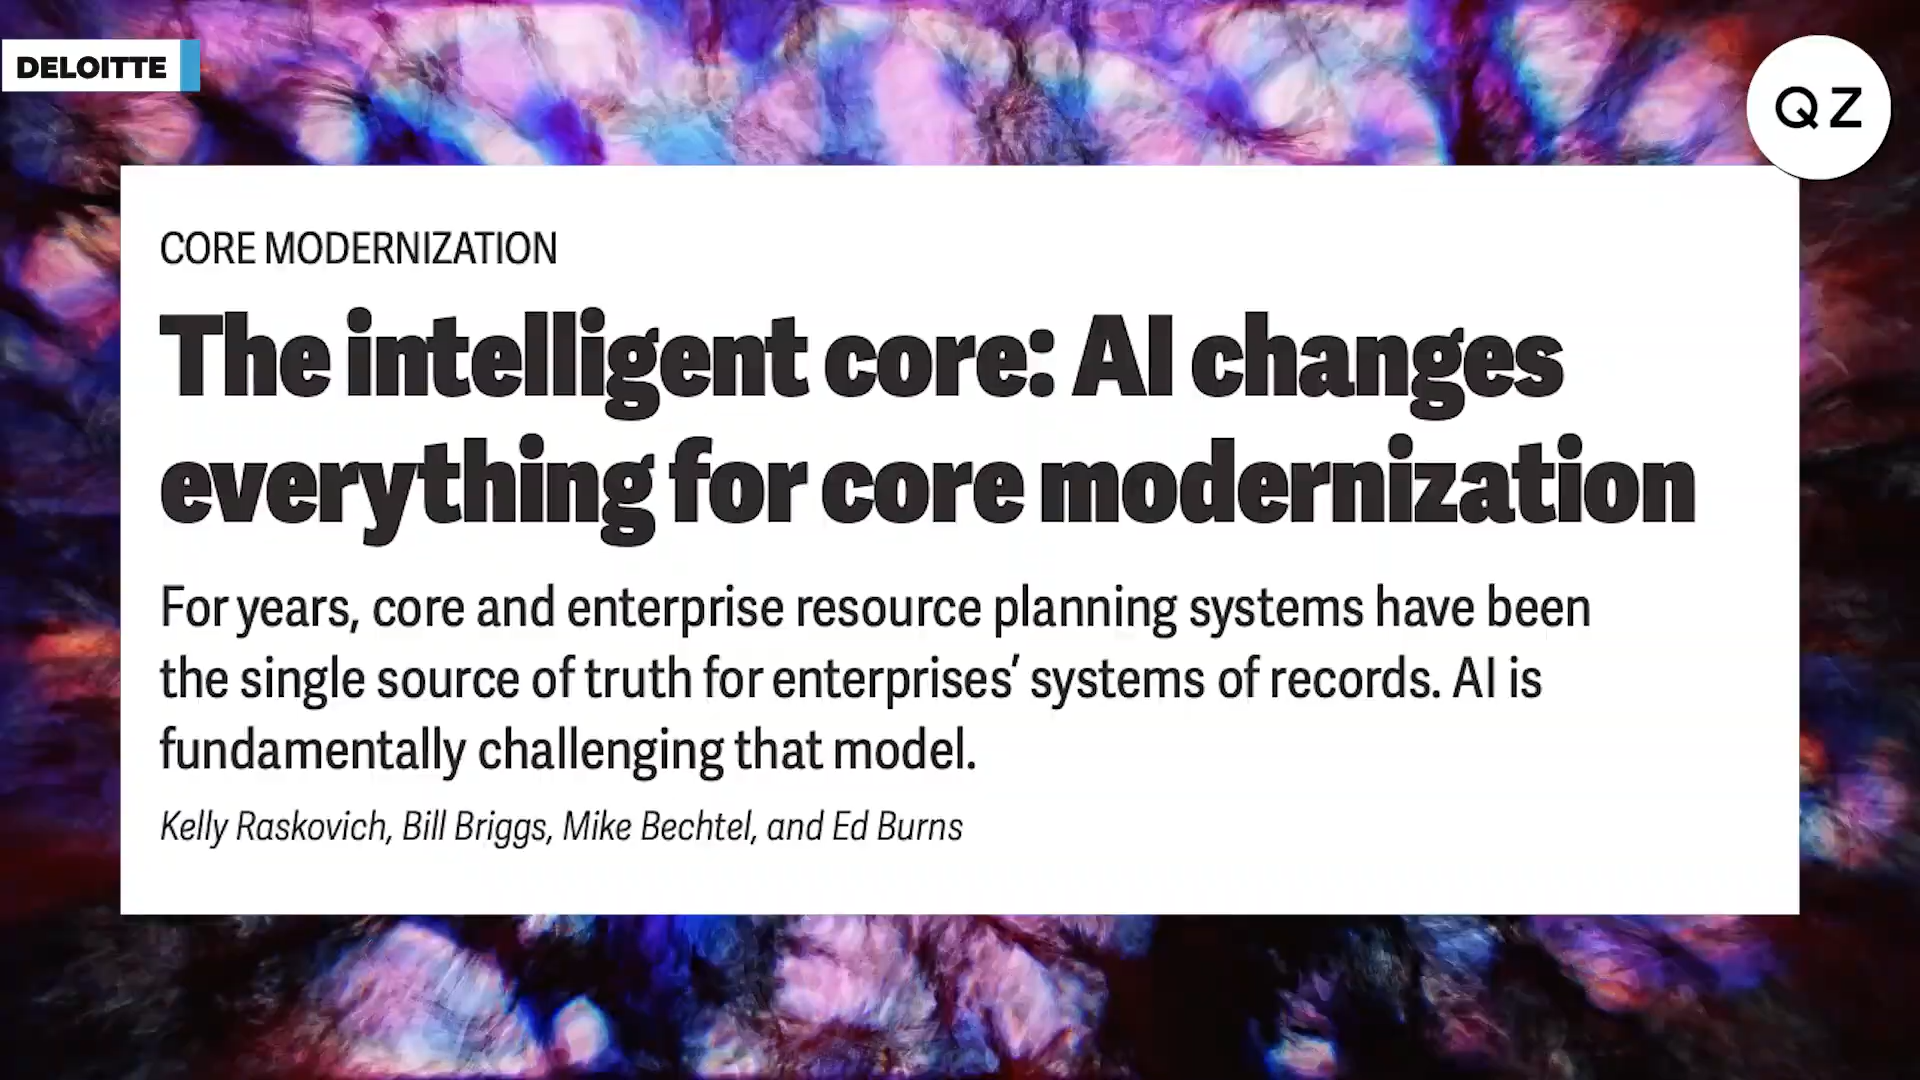 DELOITTE
QZ
CORE MODERNIZATION
The intelligent core: AI changes
everything for core modernization
For years, core and enterprise resource planning systems have been
the single source of truth for enterprises’ systems of records. AI is
fundamentally challenging that model.
Kelly Raskovich, Bill Briggs, Mike Bechtel, and Ed Burns